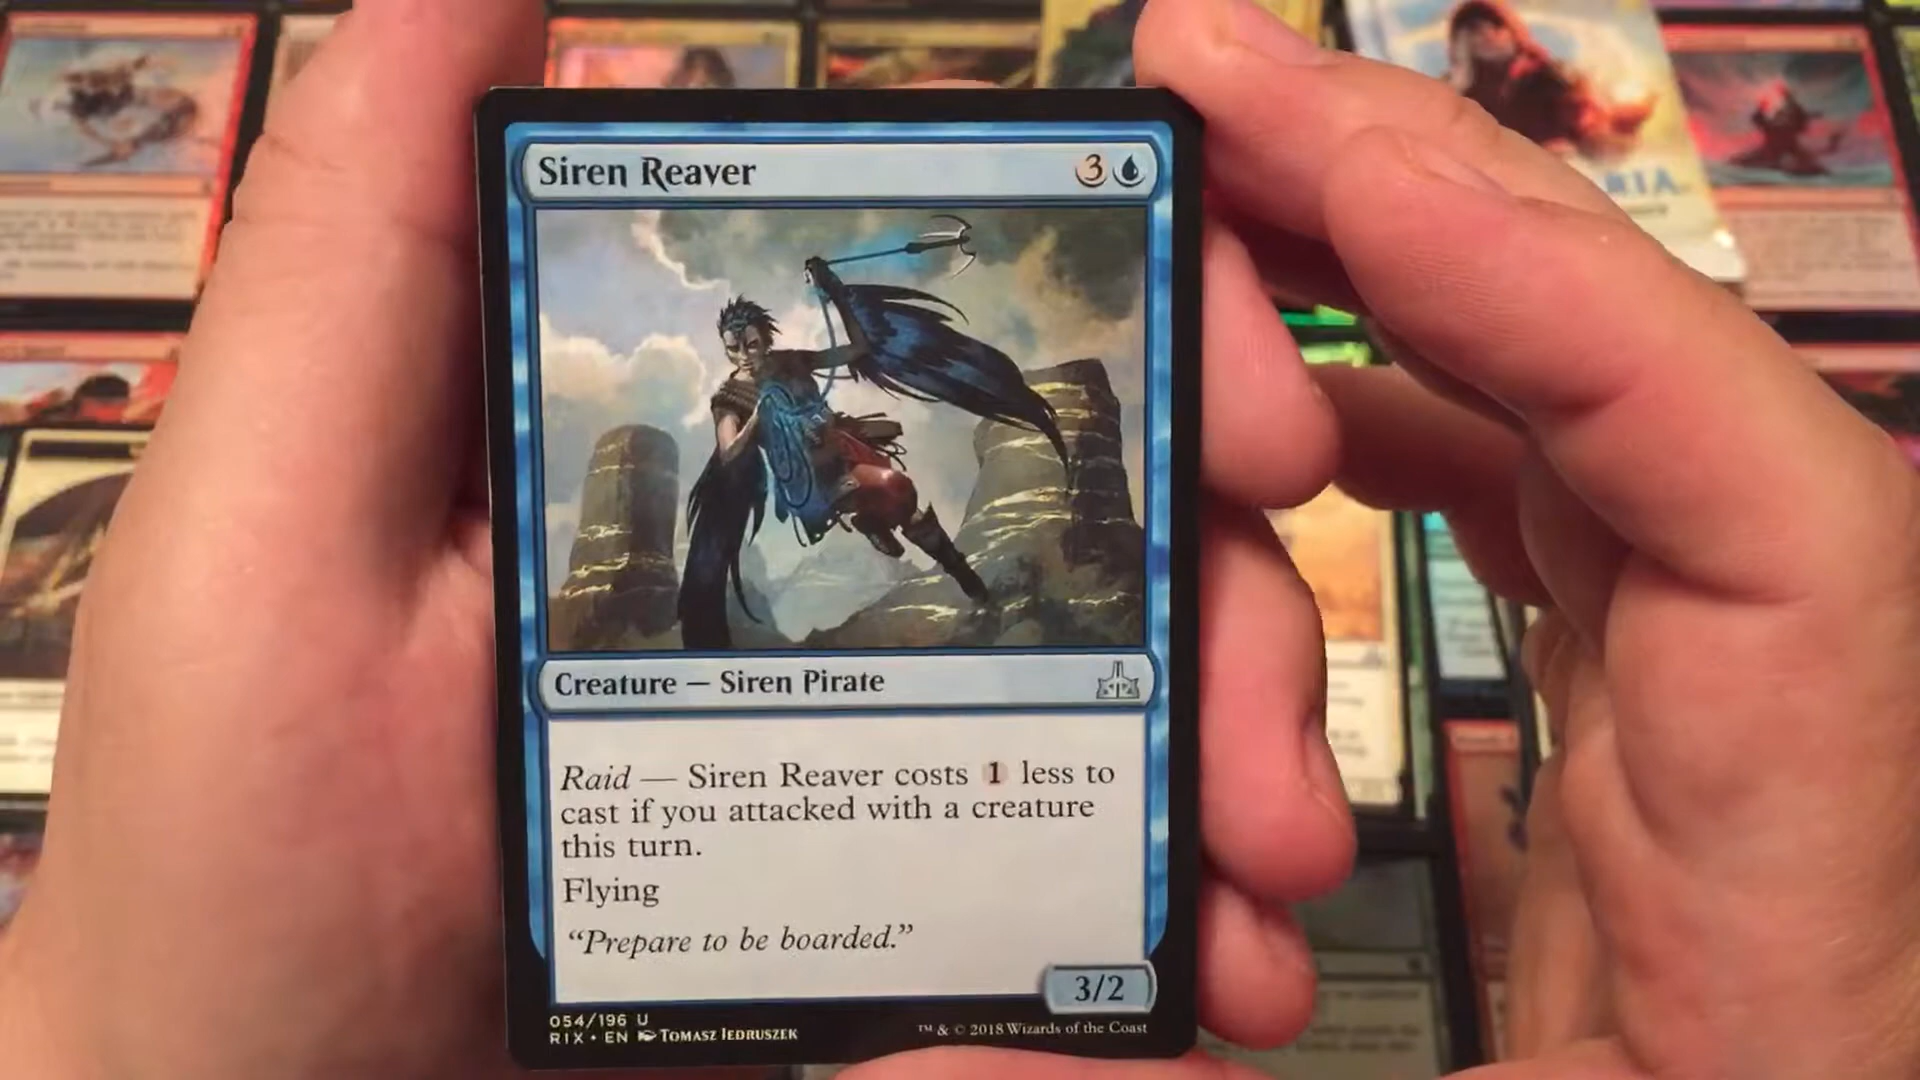 Siren Reaver 3
Creature — Siren Pirate
Raid — Siren Reaver costs 1 less to
cast if you attacked with a creature
this turn.
Flying
“Prepare to be boarded.”
3/2
054/196 U
RIX • EN TOMASZ JEDRUSZEK
™ & © 2018 Wizards of the Coast
RIA